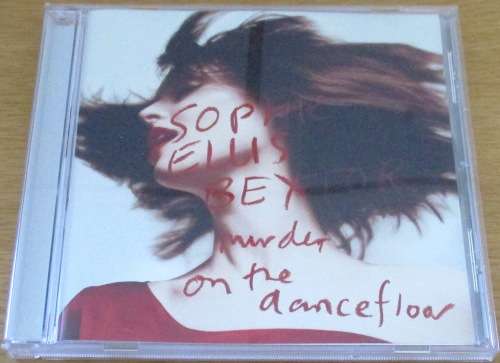 SOPHIE
ELLIS
BEXTOR
murder
on the
dancefloor